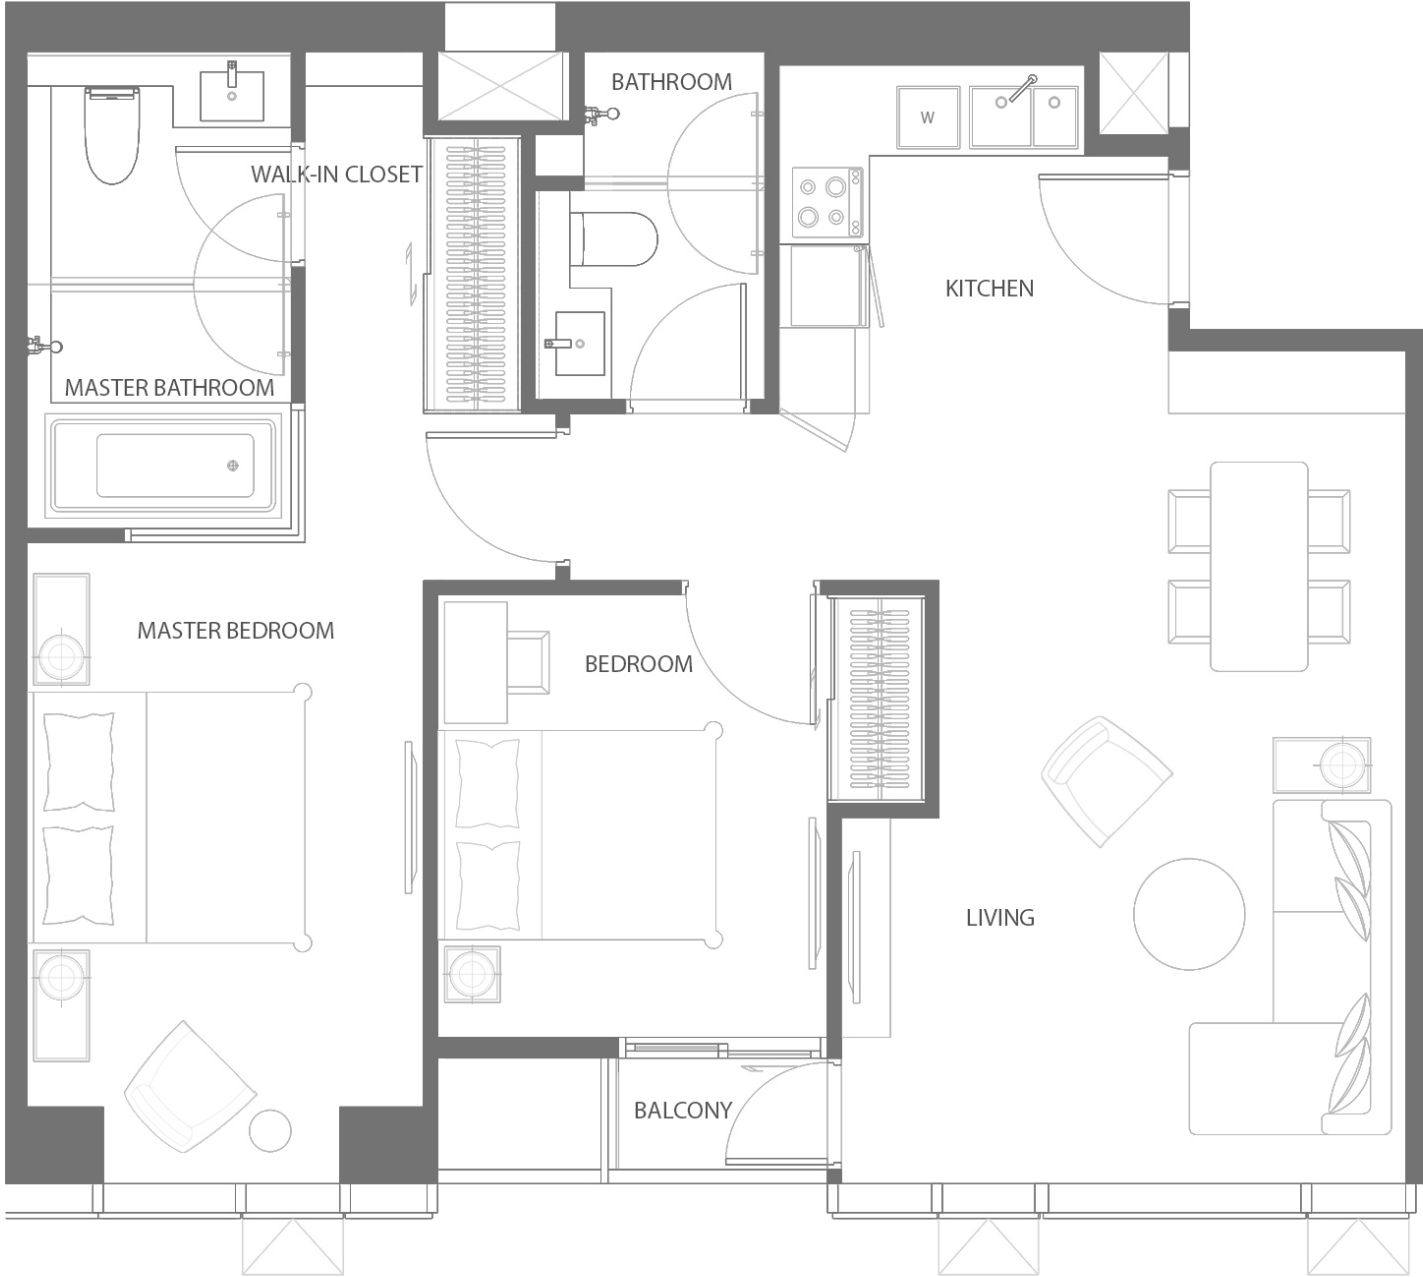 BATHROOM
W
WALK-IN CLOSET
KITCHEN
MASTER BATHROOM
MASTER BEDROOM
BEDROOM
LIVING
BALCONY